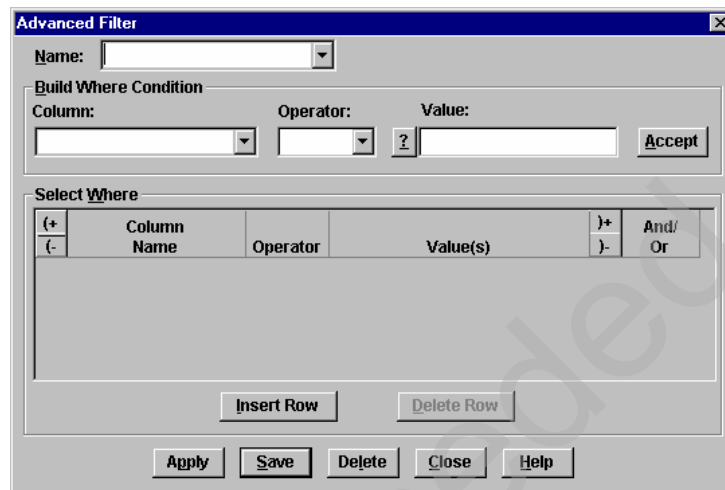 Advanced Filter
Name:
Build Where Condition
Column: Operator: Value:
? Accept
Select Where
(+ Column )+ And/
(- Name Operator Value(s) )- Or
Insert Row Delete Row
Apply Save Delete Close Help